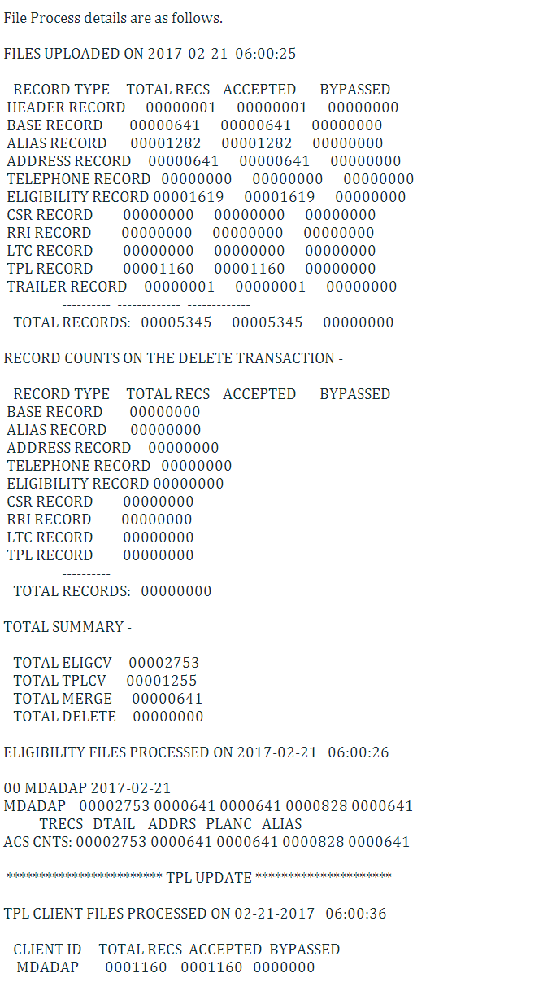 File Process details are as follows.
FILES UPLOADED ON 2017-02-21 06:00:25
RECORD TYPE TOTAL RECS ACCEPTED BYPASSED
HEADER RECORD 00000001 00000001 00000000
BASE RECORD 00000641 00000641 00000000
ALIAS RECORD 00001282 00001282 00000000
ADDRESS RECORD 00000641 00000641 00000000
TELEPHONE RECORD 00000000 00000000 00000000
ELIGIBILITY RECORD 00001619 00001619 00000000
CSR RECORD 00000000 00000000 00000000
RRI RECORD 00000000 00000000 00000000
LTC RECORD 00000000 00000000 00000000
TPL RECORD 00001160 00001160 00000000
TRAILER RECORD 00000001 00000001 00000000
---------- ------------- -------------
TOTAL RECORDS: 00005345 00005345 00000000
RECORD COUNTS ON THE DELETE TRANSACTION -
RECORD TYPE TOTAL RECS ACCEPTED BYPASSED
BASE RECORD 00000000
ALIAS RECORD 00000000
ADDRESS RECORD 00000000
TELEPHONE RECORD 00000000
ELIGIBILITY RECORD 00000000
CSR RECORD 00000000
RRI RECORD 00000000
LTC RECORD 00000000
TPL RECORD 00000000
----------
TOTAL RECORDS: 00000000
TOTAL SUMMARY -
TOTAL ELIGCV 00002753
TOTAL TPLCV 00001255
TOTAL MERGE 00000641
TOTAL DELETE 00000000
ELIGIBILITY FILES PROCESSED ON 2017-02-21 06:00:26
00 MDADAP 2017-02-21
MDADAP 00002753 0000641 0000641 0000828 0000641
TRECS DTAIL ADDRS PLANC ALIAS
ACS CNTS: 00002753 0000641 0000641 0000828 0000641
************************ TPL UPDATE *********************
TPL CLIENT FILES PROCESSED ON 02-21-2017 06:00:36
CLIENT ID TOTAL RECS ACCEPTED BYPASSED
MDADAP 0001160 0001160 0000000